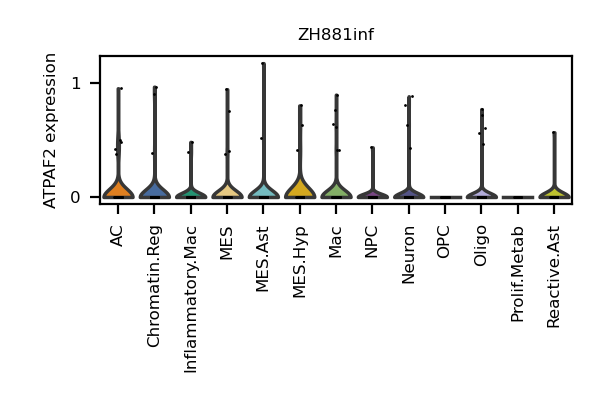 ZH881inf
ATPAF2 expression
1
0
AC
Chromatin.Reg
Inflammatory.Mac
MES
MES.Ast
MES.Hyp
Mac
NPC
Neuron
OPC
Oligo
Prolif.Metab
Reactive.Ast